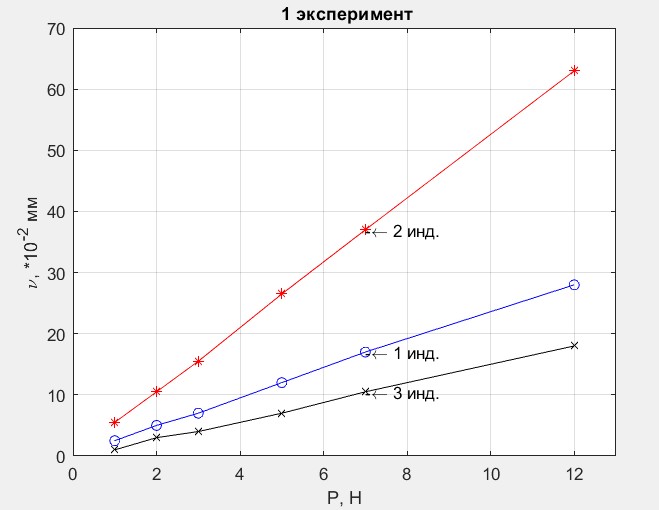 1 эксперимент
70
60
50
40
30
20
10
0
ν, *10⁻² мм
← 2 инд.
← 1 инд.
← 3 инд.
0 2 4 6 8 10 12
P, Н